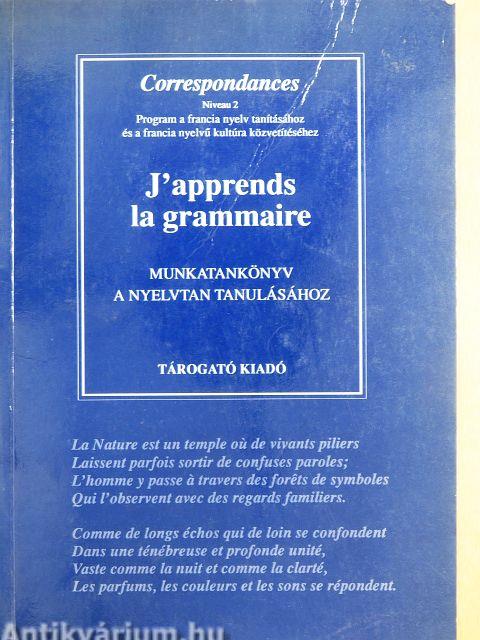 Correspondances
Niveau 2
Program a francia nyelv tanításához
és a francia nyelvű kultúra közvetítéséhez
J'apprends
la grammaire
MUNKATANKÖNYV
A NYELVTAN TANULÁSÁHOZ
TÁROGATÓ KIADÓ
La Nature est un temple où de vivants piliers
Laissent parfois sortir de confuses paroles;
L'homme y passe à travers des forêts de symboles
Qui l'observent avec des regards familiers.
Comme de longs échos qui de loin se confondent
Dans une ténébreuse et profonde unité,
Vaste comme la nuit et comme la clarté,
Les parfums, les couleurs et les sons se répondent.
Antikvárium.hu